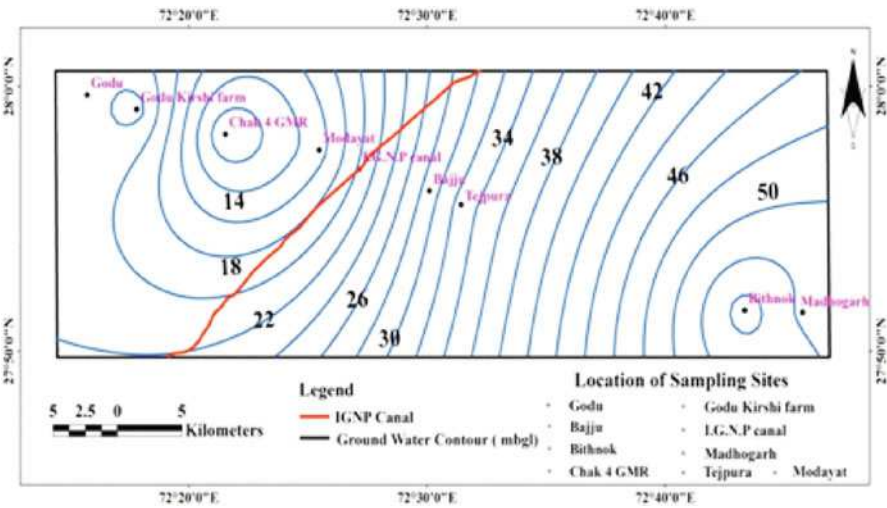 72°20'0"E 72°30'0"E 72°40'0"E
28°0'0"N 28°0'0"N
N
S
Godu
Godu Kirshi farm
Chak 4 GMR
Modayat
I.G.N.P canal
Bajju
Tejpura
Bithnok Madhogarh
42
34
38
46
50
14
18
22
26
30
27°50'0"N 27°50'0"N
5 2.5 0 5
Kilometers
Legend
IGNP Canal
Ground Water Contour ( mbgl)
Location of Sampling Sites
Godu Godu Kirshi farm
Bajju I.G.N.P canal
Bithnok Madhogarh
Chak 4 GMR Tejpura Modayat
72°20'0"E 72°30'0"E 72°40'0"E